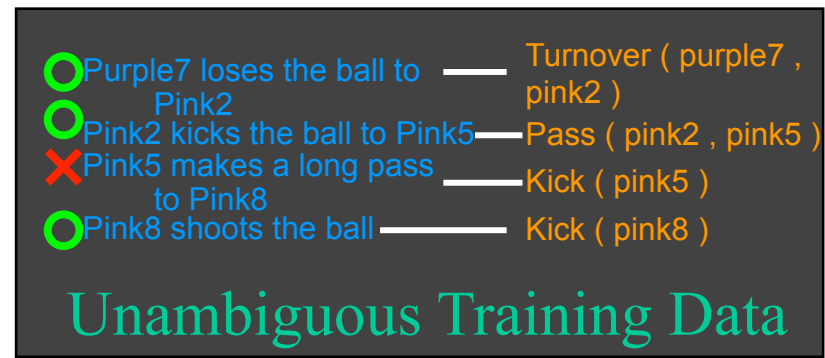 Purple7 loses the ball to
Pink2
Turnover ( purple7 ,
pink2 )
Pink2 kicks the ball to Pink5
Pass ( pink2 , pink5 )
Pink5 makes a long pass
to Pink8
Kick ( pink5 )
Pink8 shoots the ball
Kick ( pink8 )
Unambiguous Training Data